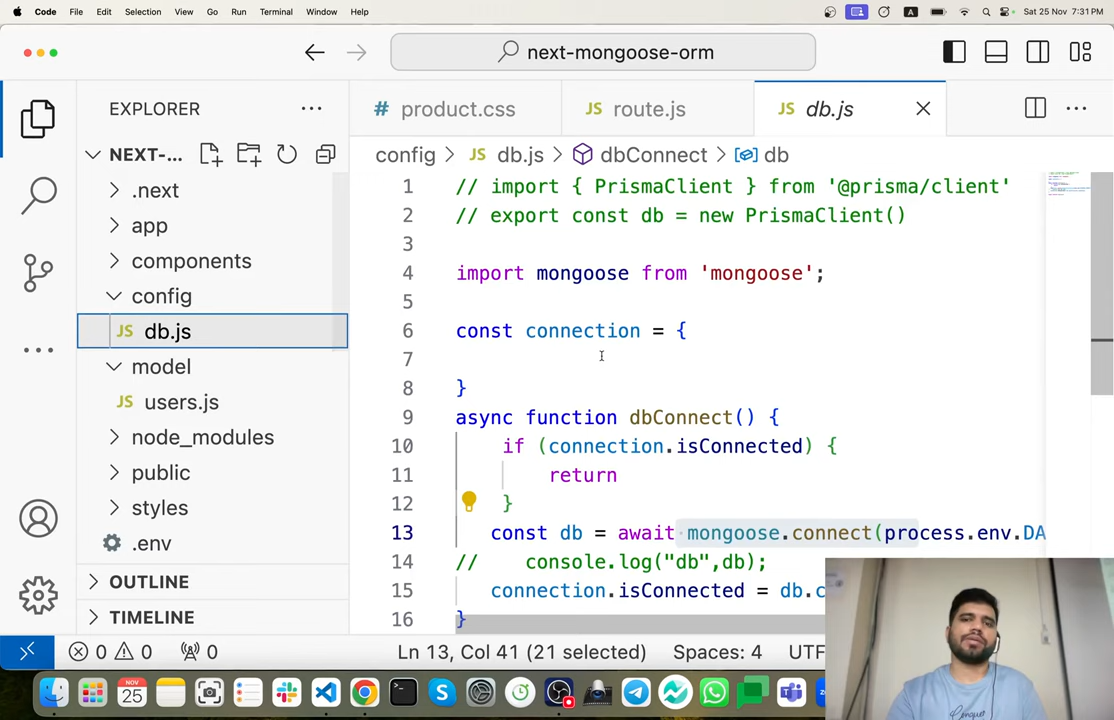 Code File Edit Selection View Go Run Terminal Window Help A Sat 25 Nov 7:31 PM
next-mongoose-orm
EXPLORER
# product.css JS route.js JS db.js
NEXT-...
config > JS db.js > dbConnect > db
.next
app
components
config
JS db.js
model
JS users.js
node_modules
public
styles
.env
OUTLINE
TIMELINE
1 // import { PrismaClient } from '@prisma/client'
2 // export const db = new PrismaClient()
3
4 import mongoose from 'mongoose';
5
6 const connection = {
7
8 }
9 async function dbConnect() {
10 if (connection.isConnected) {
11 return
12 }
13 const db = await mongoose.connect(process.env.DA
14 // console.log("db",db);
15 connection.isConnected = db.c
16 }
0 0 0 Ln 13, Col 41 (21 selected) Spaces: 4 UTF
NOV
25